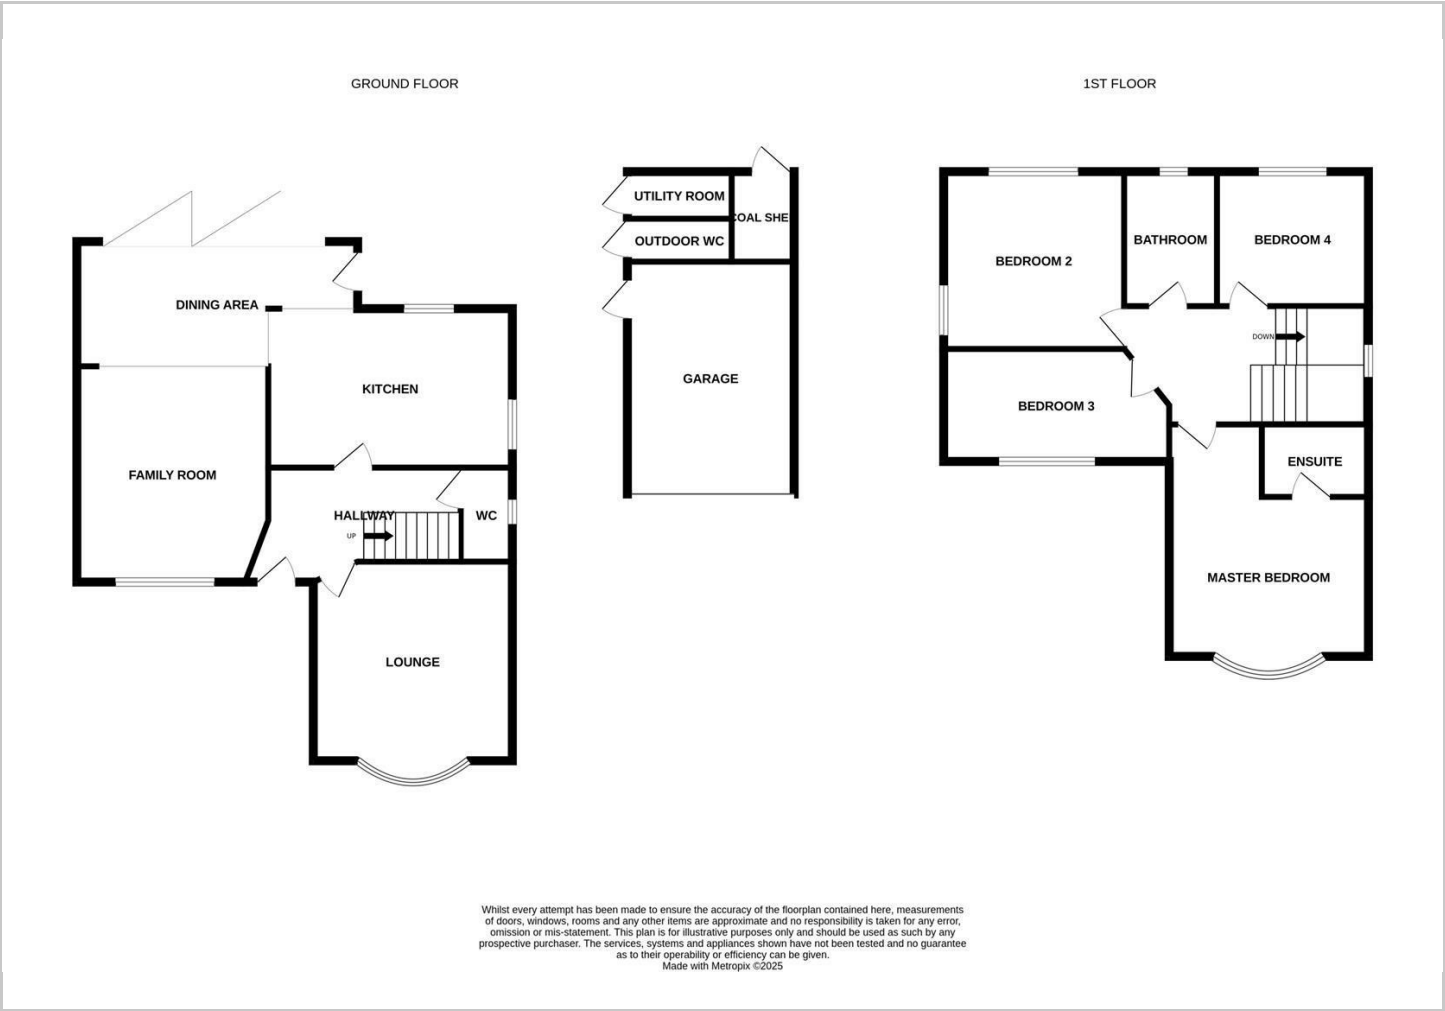 GROUND FLOOR
1ST FLOOR
UTILITY ROOM
COAL SHE
OUTDOOR WC
GARAGE
DINING AREA
KITCHEN
FAMILY ROOM
HALLWAY
UP
WC
LOUNGE
BEDROOM 2
BATHROOM
BEDROOM 4
DOWN
BEDROOM 3
ENSUITE
MASTER BEDROOM
Whilst every attempt has been made to ensure the accuracy of the floorplan contained here, measurements
of doors, windows, rooms and any other items are approximate and no responsibility is taken for any error,
omission or mis-statement. This plan is for illustrative purposes only and should be used as such by any
prospective purchaser. The services, systems and appliances shown have not been tested and no guarantee
as to their operability or efficiency can be given.
Made with Metropix ©2025